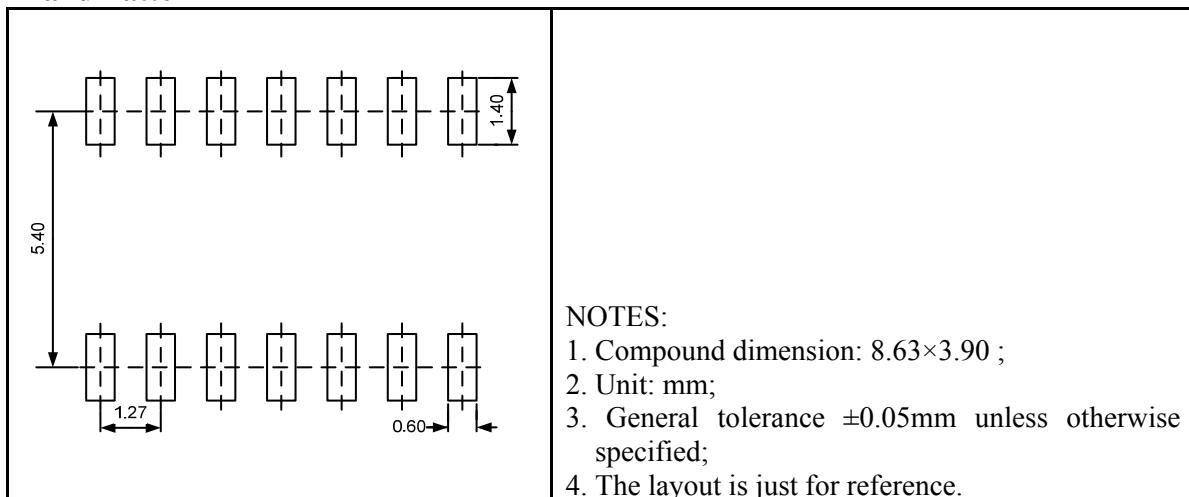 1.40
5.40
1.27
0.60
NOTES:
1. Compound dimension: 8.63×3.90 ;
2. Unit: mm;
3. General tolerance ±0.05mm unless otherwise
specified;
4. The layout is just for reference.